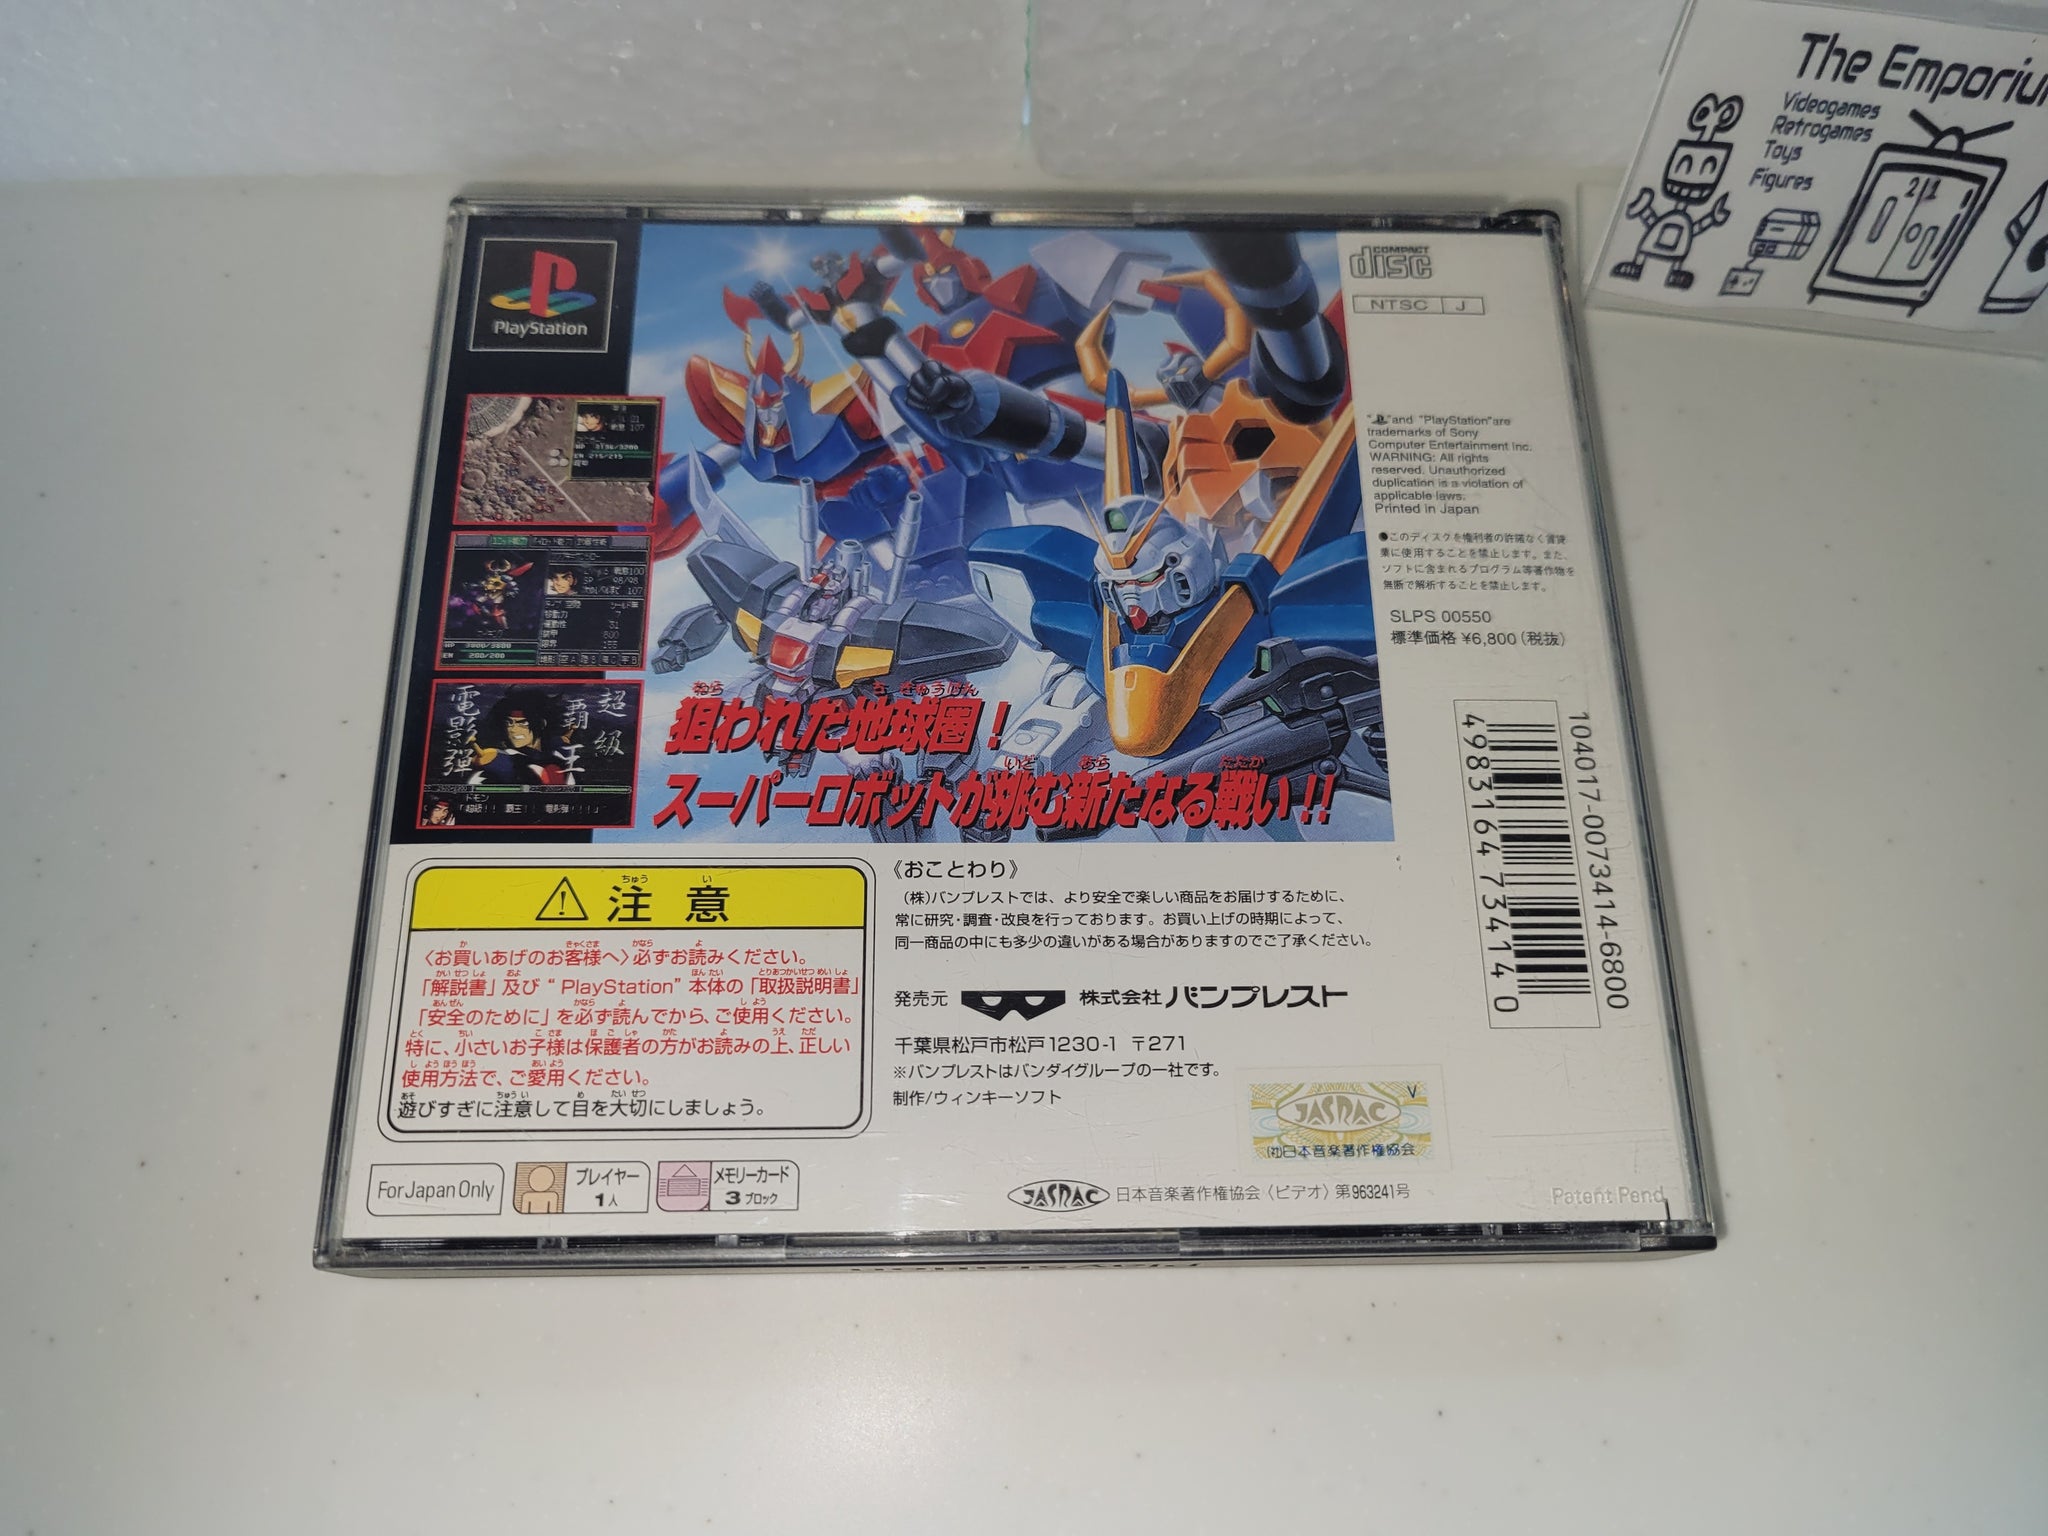 The Emporium
Videogames
Retrogames
Toys
Figures
21
PlayStation
COMPACT
disc
NTSC J
"PS" and "PlayStation" are
trademarks of Sony
Computer Entertainment Inc.
WARNING: All rights
reserved. Unauthorized
duplication is a violation of
applicable laws.
Printed in Japan
●このディスクを権利者の許諾なく賃貸
業に使用することを禁止します。また、
ソフトに含まれるプログラム等著作物を
無断で解析することを禁止します。
SLPS 00550
標準価格 ¥6,800(税抜)
104017-0073414-6800
4983164734140
HP 3196/3200
EN 215/215
HP 3800/3800
EN 200/200
電影弾
超級
覇王
ドモン
「超級!! 覇王!! 電影弾!!!」
狙われだ地球圏!
スーパーロボットが挑む新たなる戦い!!
注意
〈お買いあげのお客様へ〉必ずお読みください。
「解説書」及び“PlayStation”本体の「取扱説明書」
「安全のために」を必ず読んでから、ご使用ください。
特に、小さいお子様は保護者の方がお読みの上、正しい
使用方法で、ご愛用ください。
遊びすぎに注意して目を大切にしましょう。
《おことわり》
(株)バンプレストでは、より安全で楽しい商品をお届けするために、
常に研究・調査・改良を行っております。お買い上げの時期によって、
同一商品の中にも多少の違いがある場合がありますのでご了承ください。
発売元 株式会社バンプレスト
千葉県松戸市松戸1230-1 〒271
※バンプレストはバンダイグループの一社です。
制作/ウィンキーソフト
JASRAC V
(社)日本音楽著作権協会
For Japan Only
プレイヤー
1人
メモリーカード
3ブロック
JASRAC 日本音楽著作権協会〈ビデオ〉第963241号
Patent Pend